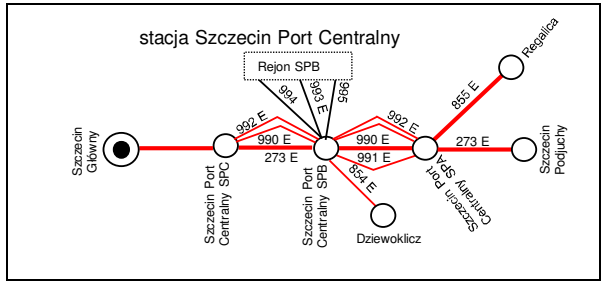 stacja Szczecin Port Centralny
Rejon SPB
994
993 E
995
Regalica
992 E
992 E
855 E
Szczecin
Główny
990 E
273 E
990 E
991 E
273 E
Szczecin
Podjuchy
Szczecin Port
Centralny SPC
Szczecin Port
Centralny SPB
854 E
Szczecin Port
Centralny SPA
Dziewoklicz